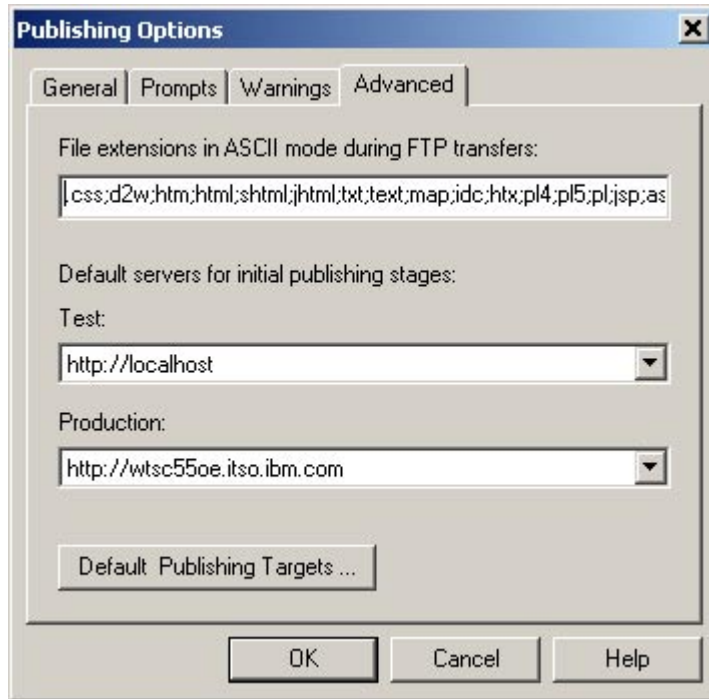 Publishing Options
General Prompts Warnings Advanced
File extensions in ASCII mode during FTP transfers:
.css;d2w;htm;html;shtml;jhtml;txt;text;map;idc;htx;pl4;pl5;pl;jsp;as
Default servers for initial publishing stages:
Test:
http://localhost
Production:
http://wtsc55oe.itso.ibm.com
Default Publishing Targets ...
OK Cancel Help